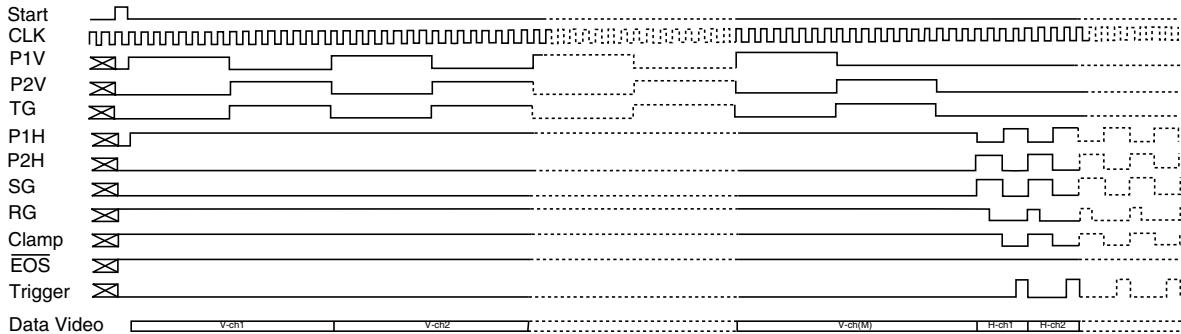 Start
CLK
P1V
P2V
TG
P1H
P2H
SG
RG
Clamp
EOS
Trigger
Data Video V-ch1 V-ch2 V-ch(M) H-ch1 H-ch2